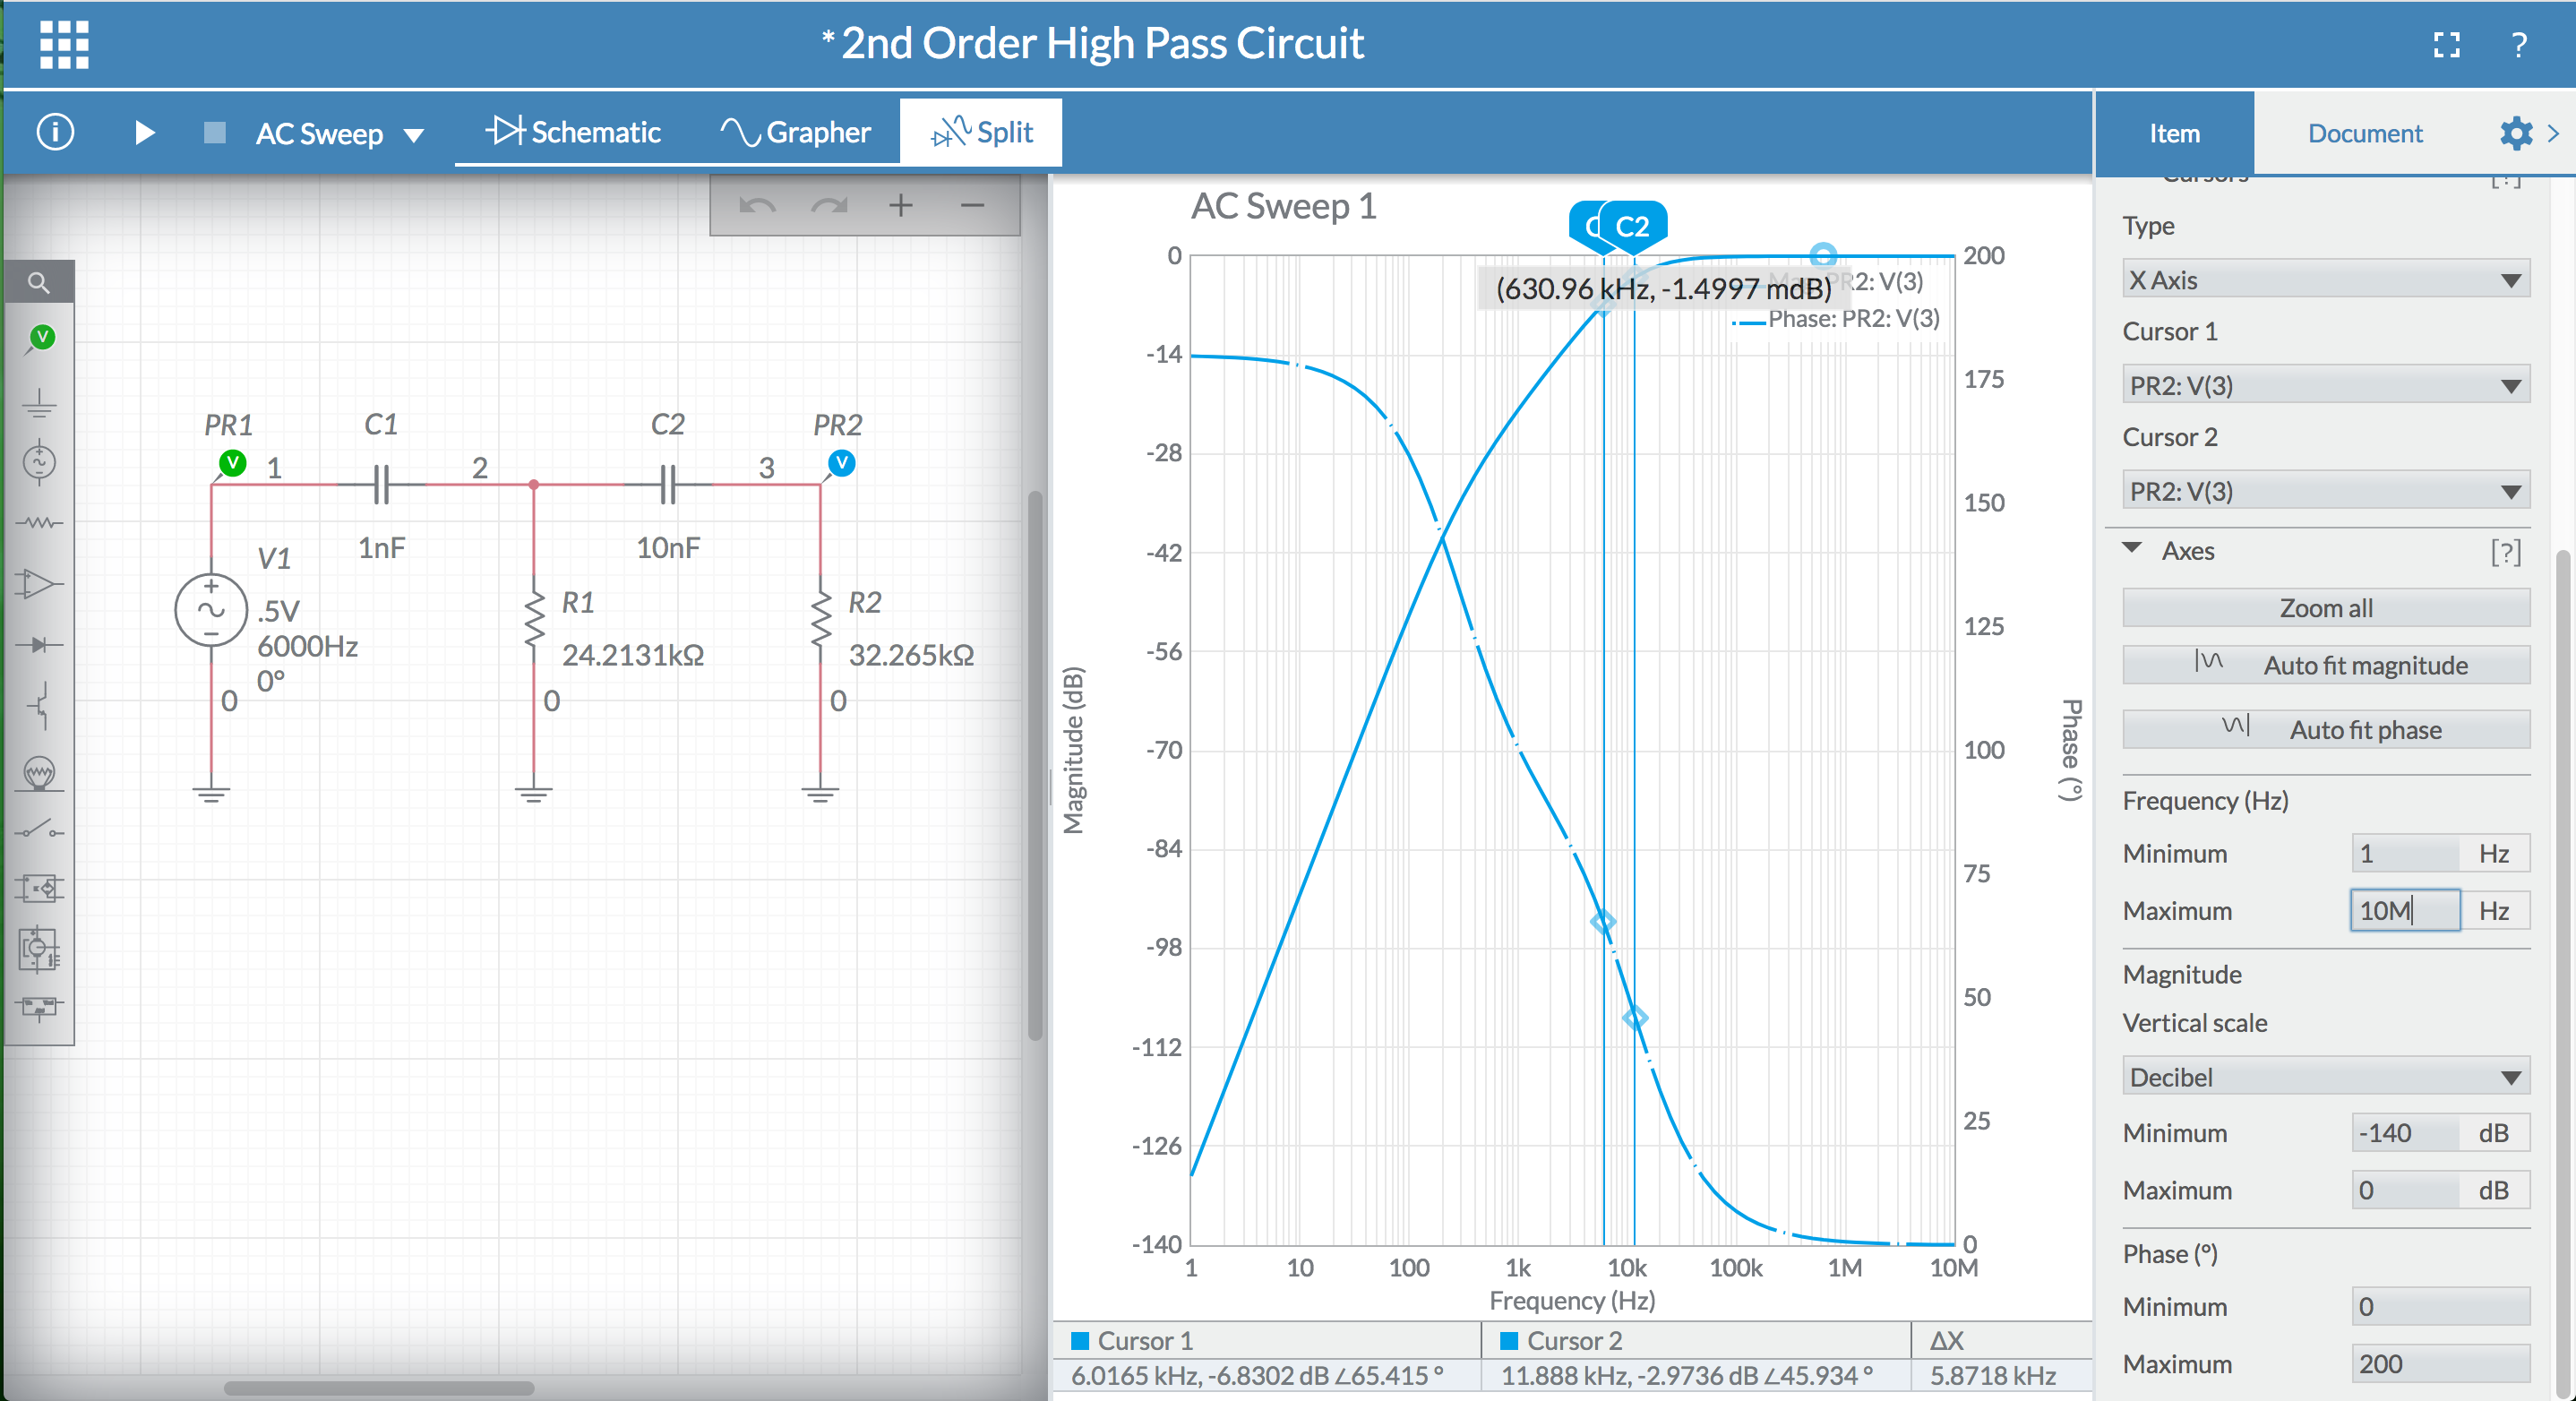 * 2nd Order High Pass Circuit
?
i
AC Sweep
Schematic
Grapher
Split
Item
Document
AC Sweep 1
C2
(630.96 kHz, -1.4997 mdB)
R2: V(3)
Phase: PR2: V(3)
0
-14
-28
-42
-56
-70
-84
-98
-112
-126
-140
Magnitude (dB)
200
175
150
125
100
75
50
25
0
Phase (°)
1
10
100
1k
10k
100k
1M
10M
Frequency (Hz)
Cursor 1
Cursor 2
ΔX
6.0165 kHz, -6.8302 dB ∠65.415 °
11.888 kHz, -2.9736 dB ∠45.934 °
5.8718 kHz
V
PR1
C1
C2
PR2
V
1
2
3
V
1nF
10nF
V1
.5V
6000Hz
0°
0
R1
24.2131kΩ
0
R2
32.265kΩ
0
Cursors
[?]
Type
X Axis
Cursor 1
PR2: V(3)
Cursor 2
PR2: V(3)
Axes
[?]
Zoom all
Auto fit magnitude
Auto fit phase
Frequency (Hz)
Minimum
1
Hz
Maximum
10M
Hz
Magnitude
Vertical scale
Decibel
Minimum
-140
dB
Maximum
0
dB
Phase (°)
Minimum
0
Maximum
200